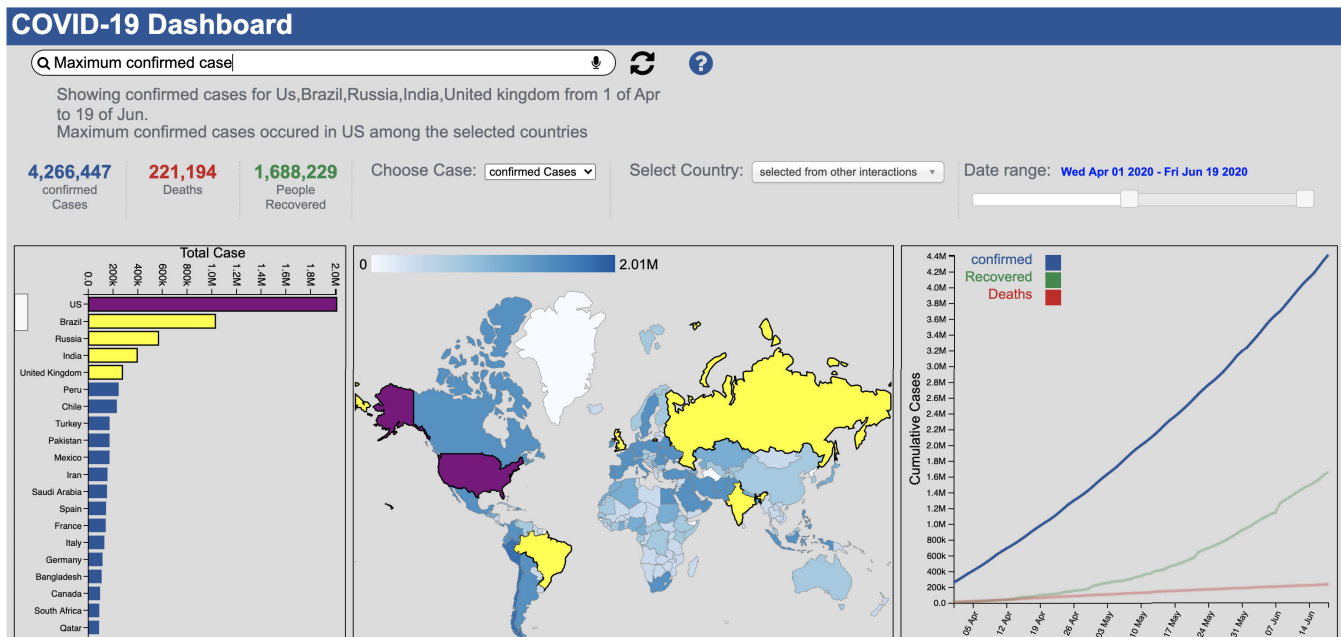 COVID-19 Dashboard
Maximum confirmed case
?
Showing confirmed cases for Us,Brazil,Russia,India,United kingdom from 1 of Apr
to 19 of Jun.
Maximum confirmed cases occured in US among the selected countries
4,266,447
confirmed
Cases
221,194
Deaths
1,688,229
People
Recovered
Choose Case: confirmed Cases
Select Country: selected from other interactions
Date range: Wed Apr 01 2020 - Fri Jun 19 2020
Total Case
0.0 200k 400k 600k 800k 1.0M 1.2M 1.4M 1.6M 1.8M 2.0M
US
Brazil
Russia
India
United Kingdom
Peru
Chile
Turkey
Pakistan
Mexico
Iran
Saudi Arabia
Spain
France
Italy
Germany
Bangladesh
Canada
South Africa
Qatar
0 2.01M
confirmed
Recovered
Deaths
Cumulative Cases
4.4M
4.2M
4.0M
3.8M
3.6M
3.4M
3.2M
3.0M
2.8M
2.6M
2.4M
2.2M
2.0M
1.8M
1.6M
1.4M
1.2M
1.0M
800k
600k
400k
200k
0.0
05 Apr 12 Apr 19 Apr 26 Apr 03 May 10 May 17 May 24 May 31 May 07 Jun 14 Jun